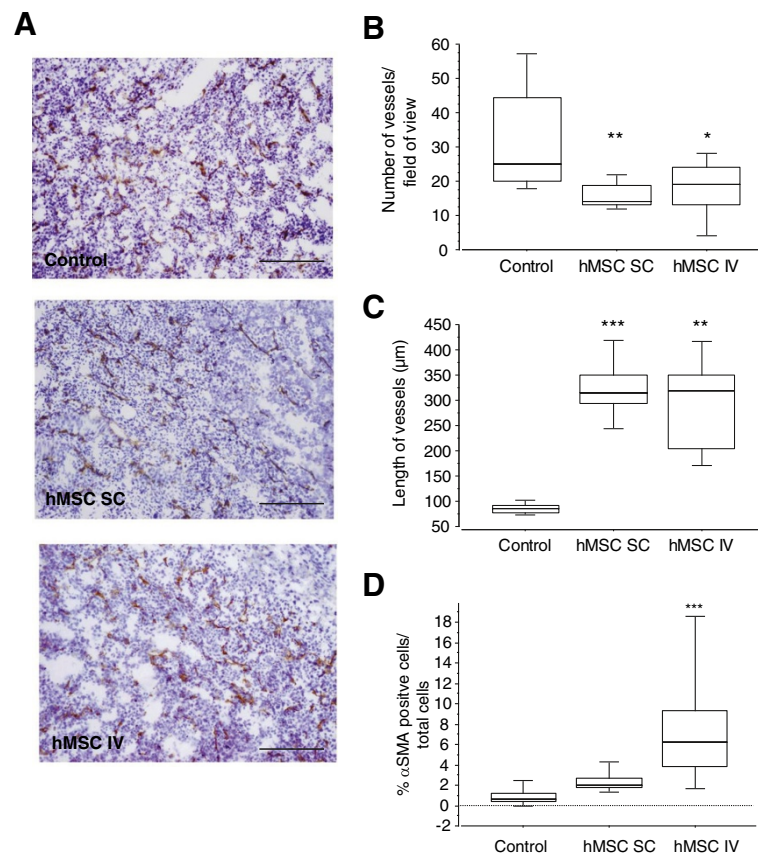 A
Control
hMSC SC
hMSC IV
B
Number of vessels/
field of view
60
50
40
30
20
10
0
**
*
Control hMSC SC hMSC IV
C
Length of vessels (µm)
450
400
350
300
250
200
150
100
50
***
**
Control hMSC SC hMSC IV
D
% αSMA positve cells/
total cells
18
16
14
12
10
8
6
4
2
0
-2
***
Control hMSC SC hMSC IV